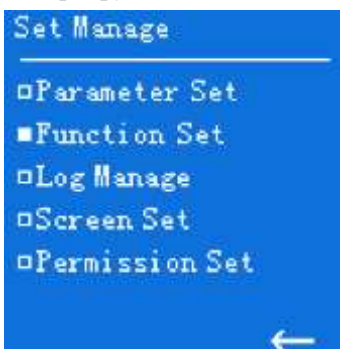 Set Manage
Parameter Set
Function Set
Log Manage
Screen Set
Permission Set